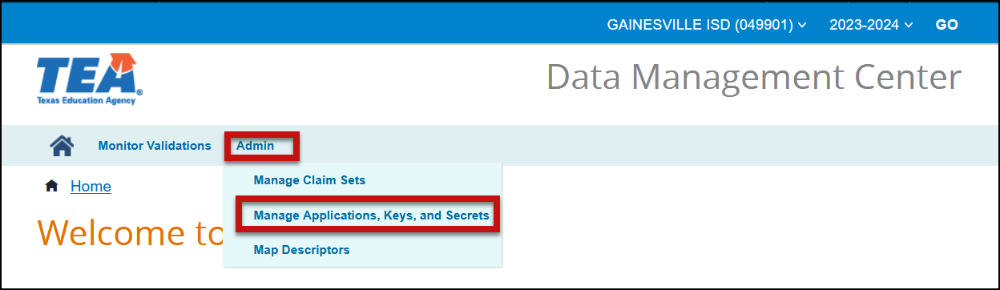 GAINESVILLE ISD (049901) 2023-2024 GO
TEA®
Texas Education Agency
Data Management Center
Monitor Validations Admin
Manage Claim Sets
Home
Manage Applications, Keys, and Secrets
Welcome to
Map Descriptors